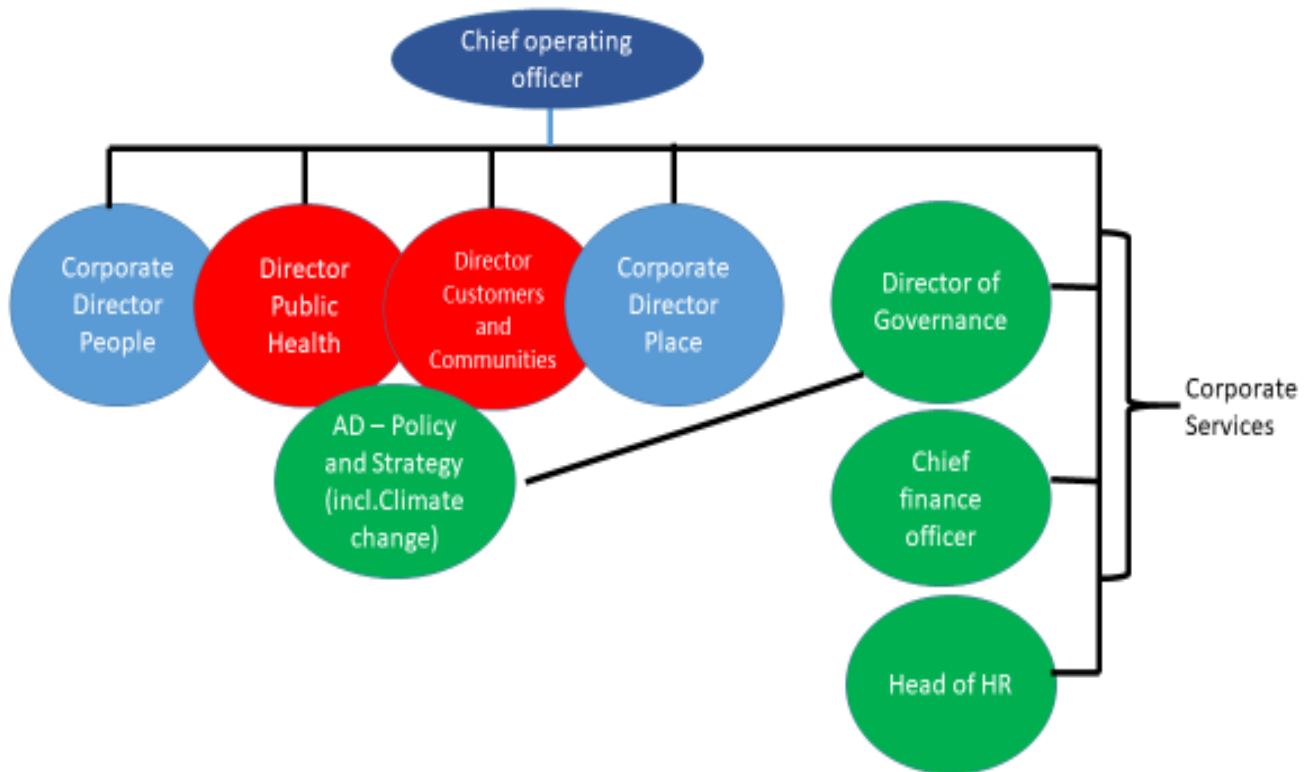 Chief operating
officer
Corporate
Director
People
Director
Public
Health
Director
Customers
and
Communities
Corporate
Director
Place
Director of
Governance
AD – Policy
and Strategy
(incl.Climate
change)
Chief
finance
officer
Head of HR
Corporate
Services